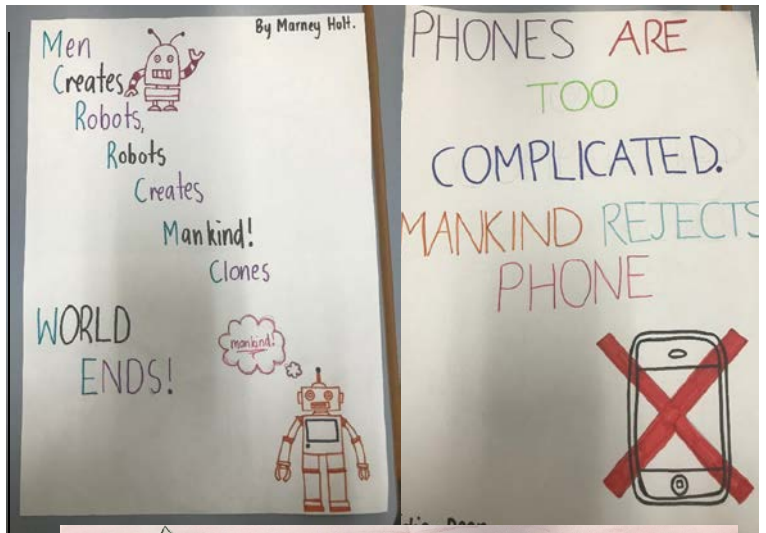 By Marney Holt.
Men
Creates
Robots,
Robots
Creates
Mankind!
Clones
WORLD
ENDS!
mankind!
PHONES ARE
TOO
COMPLICATED.
MANKIND REJECTS
PHONE